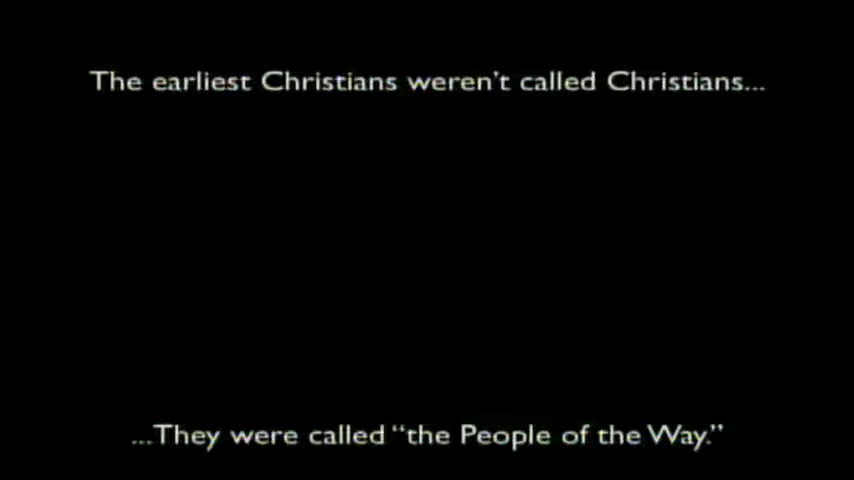 The earliest Christians weren't called Christians...
...They were called “the People of the Way.”